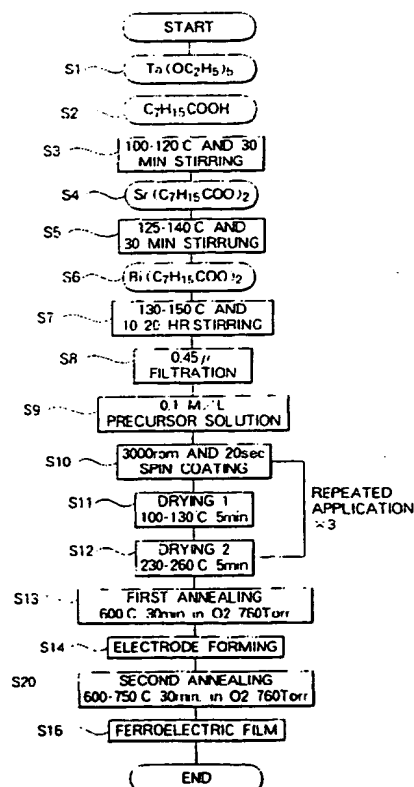 START
S1 Ta(OC2H5)5
S2 C7H15COOH
S3 100-120 C AND 30
MIN STIRRING
S4 Sr(C7H15COO)2
S5 125-140 C AND
30 MIN STIRRUNG
S6 Bi(C7H15COO)2
S7 130-150 C AND
10-20 HR STIRRING
S8 0.45μ
FILTRATION
S9 0.1
PRECURSOR SOLUTION
S10 3000rpm AND 20sec
SPIN COATING
S11 DRYING 1
100-130°C 5min
REPEATED
APPLICATION
×3
S12 DRYING 2
230-260°C 5min
S13 FIRST ANNEALING
600 C 30min in O2 760Torr
S14 ELECTRODE FORMING
S20 SECOND ANNEALING
600-750 C 30min. in O2 760Torr
S16 FERROELECTRIC FILM
END